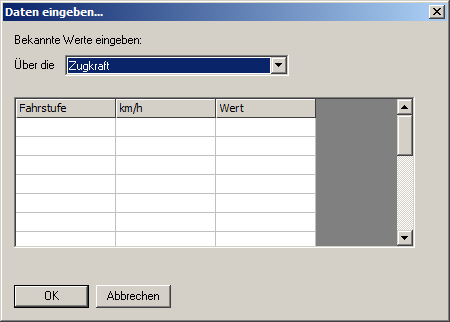 Daten eingeben...
Bekannte Werte eingeben:
Über die Zugkraft
Fahrstufe km/h Wert
OK Abbrechen